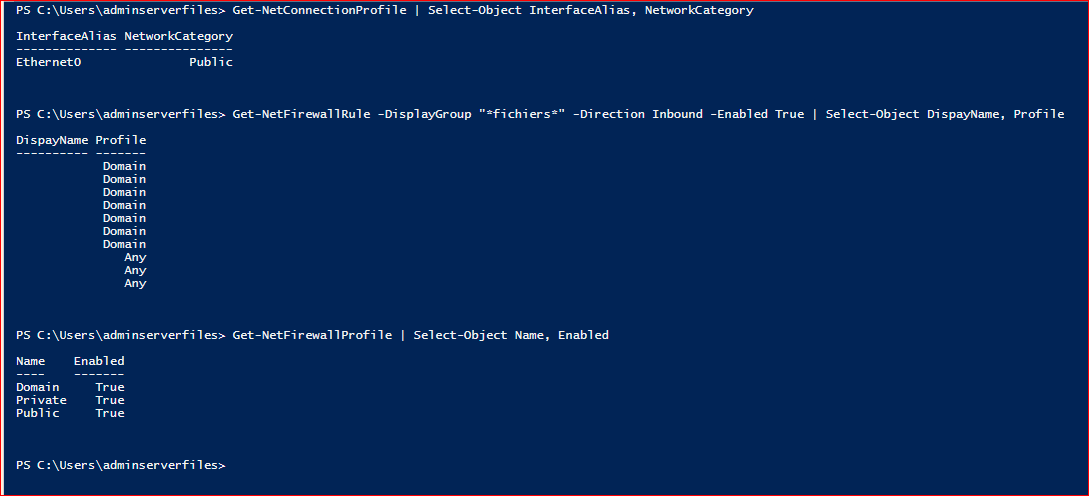 PS C:\Users\adminserverfiles> Get-NetConnectionProfile | Select-Object InterfaceAlias, NetworkCategory
InterfaceAlias NetworkCategory
-------------- ---------------
Ethernet0 Public
PS C:\Users\adminserverfiles> Get-NetFirewallRule -DisplayGroup "*fichiers*" -Direction Inbound -Enabled True | Select-Object DispayName, Profile
DispayName Profile
---------- -------
Domain
Domain
Domain
Domain
Domain
Domain
Domain
Any
Any
Any
PS C:\Users\adminserverfiles> Get-NetFirewallProfile | Select-Object Name, Enabled
Name Enabled
---- -------
Domain True
Private True
Public True
PS C:\Users\adminserverfiles>